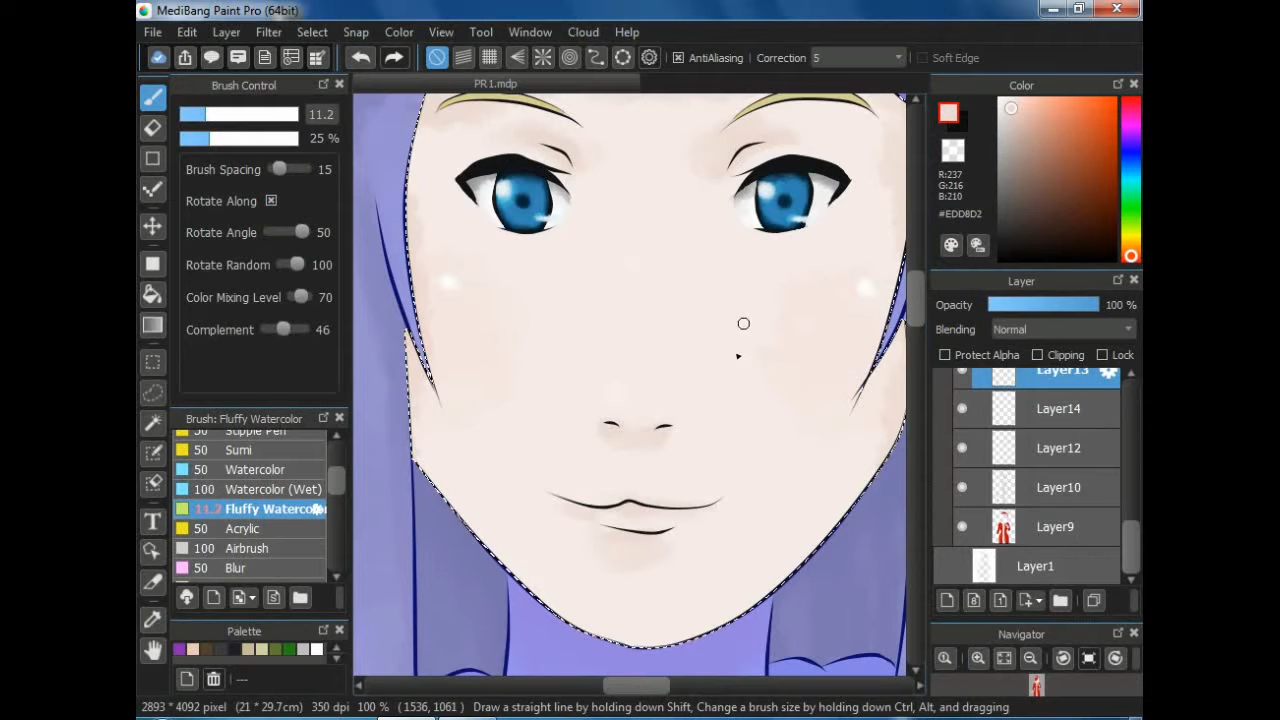 MediBang Paint Pro (64bit)
File Edit Layer Filter Select Snap Color View Tool Window Cloud Help
AntiAliasing Correction 5 Soft Edge
Brush Control
PR1.mdp
Color
11.2
25 %
Brush Spacing 15
Rotate Along
Rotate Angle 50
Rotate Random 100
Color Mixing Level 70
Complement 46
R:237
G:216
B:210
#EDD8D2
Layer
Opacity 100 %
Blending Normal
Protect Alpha Clipping Lock
Layer13
Layer14
Layer12
Layer10
Layer9
Layer1
Brush: Fluffy Watercolor
50 Stipple Pen
50 Sumi
50 Watercolor
100 Watercolor (Wet)
11.2 Fluffy Watercolo
50 Acrylic
100 Airbrush
50 Blur
Palette
---
Navigator
2893 * 4092 pixel (21 * 29.7cm) 350 dpi 100 % (1536, 1061) Draw a straight line by holding down Shift, Change a brush size by holding down Ctrl, Alt, and dragging